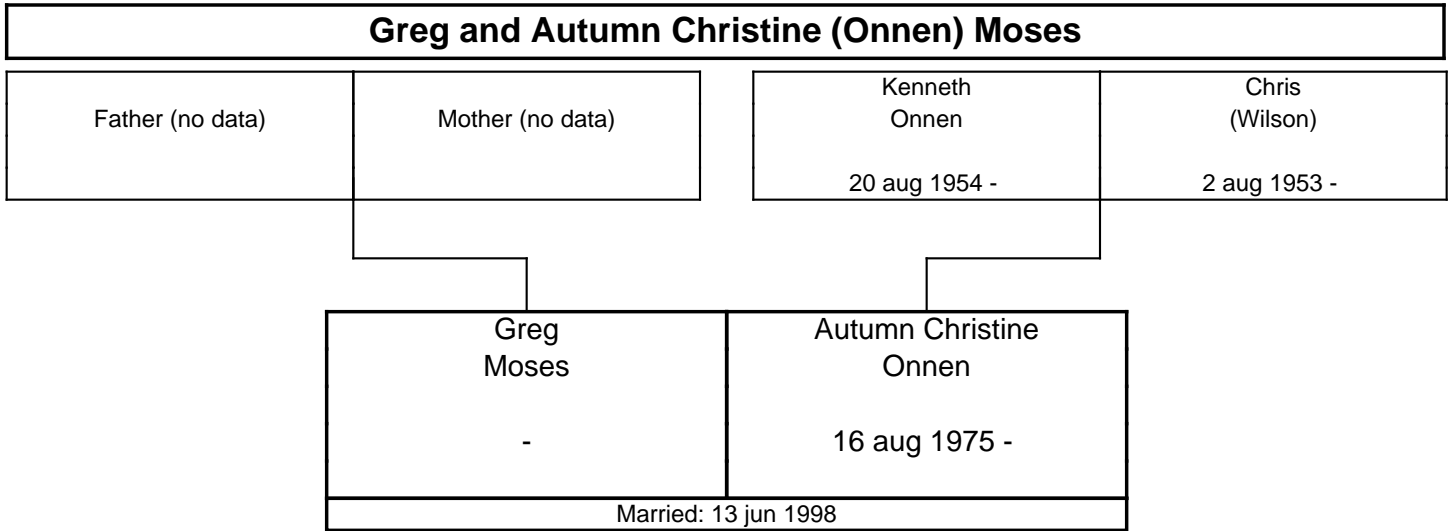 Greg and Autumn Christine (Onnen) Moses
Father (no data)
Mother (no data)
Kenneth
Onnen
20 aug 1954 -
Chris
(Wilson)
2 aug 1953 -
Greg
Moses
-
Autumn Christine
Onnen
16 aug 1975 -
Married: 13 jun 1998